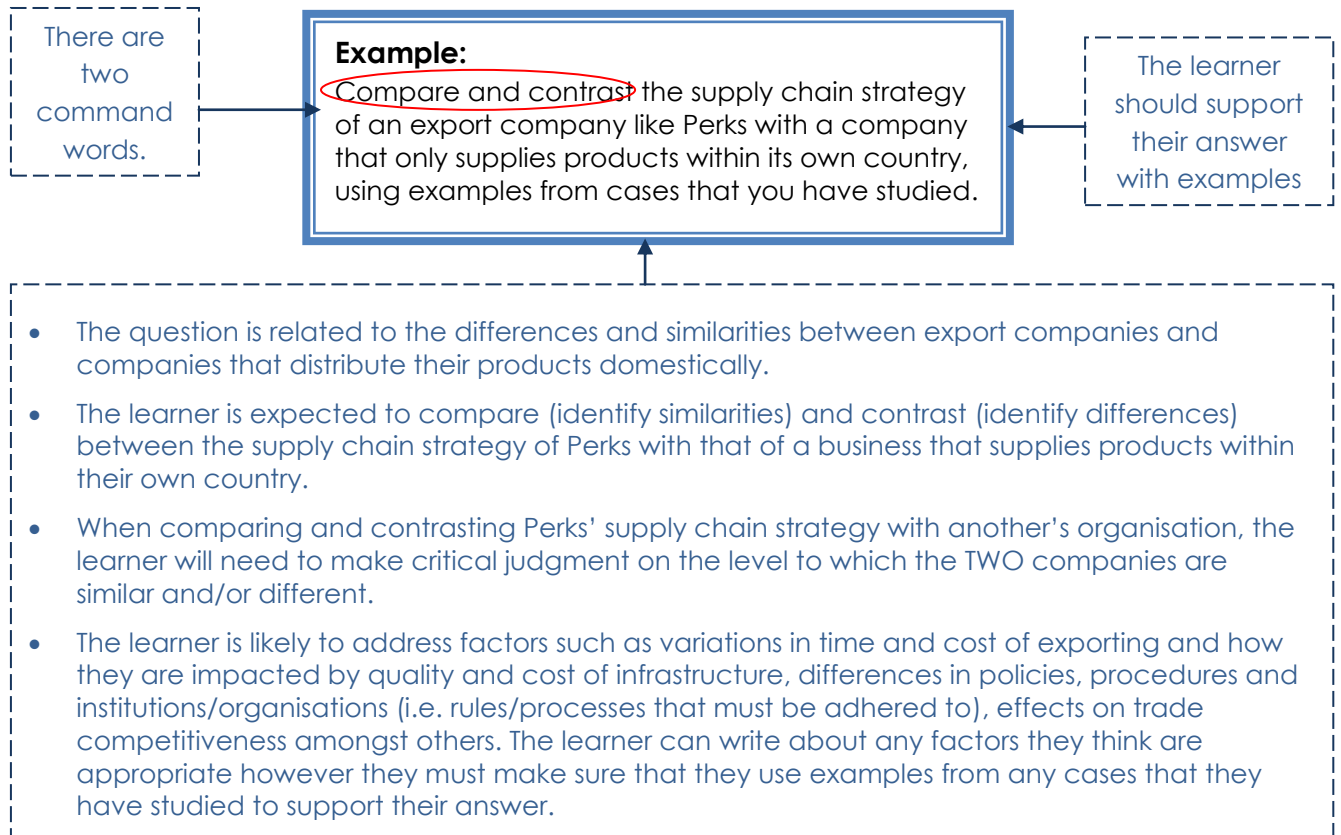 There are
two
command
words.
Example:
Compare and contrast the supply chain strategy
of an export company like Perks with a company
that only supplies products within its own country,
using examples from cases that you have studied.
The learner
should support
their answer
with examples
• The question is related to the differences and similarities between export companies and
companies that distribute their products domestically.
• The learner is expected to compare (identify similarities) and contrast (identify differences)
between the supply chain strategy of Perks with that of a business that supplies products within
their own country.
• When comparing and contrasting Perks’ supply chain strategy with another’s organisation, the
learner will need to make critical judgment on the level to which the TWO companies are
similar and/or different.
• The learner is likely to address factors such as variations in time and cost of exporting and how
they are impacted by quality and cost of infrastructure, differences in policies, procedures and
institutions/organisations (i.e. rules/processes that must be adhered to), effects on trade
competitiveness amongst others. The learner can write about any factors they think are
appropriate however they must make sure that they use examples from any cases that they
have studied to support their answer.